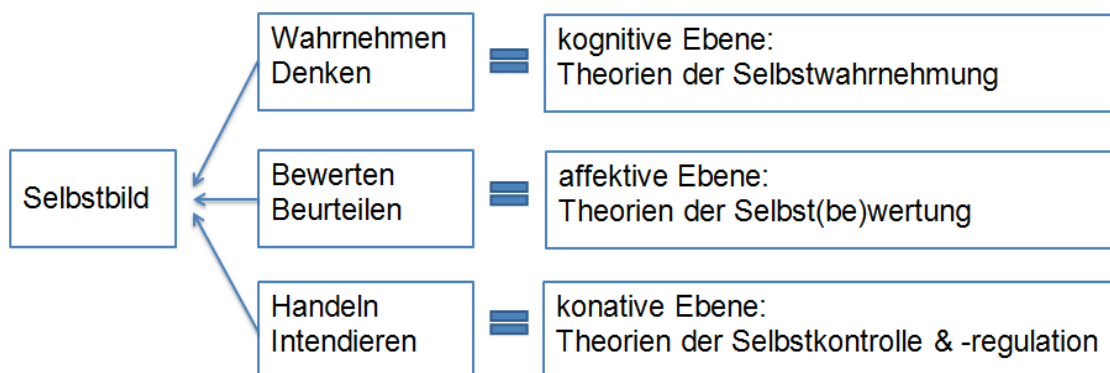 Wahrnehmen
Denken
kognitive Ebene:
Theorien der Selbstwahrnehmung
Selbstbild
Bewerten
Beurteilen
affektive Ebene:
Theorien der Selbst(be)wertung
Handeln
Intendieren
konative Ebene:
Theorien der Selbstkontrolle & -regulation